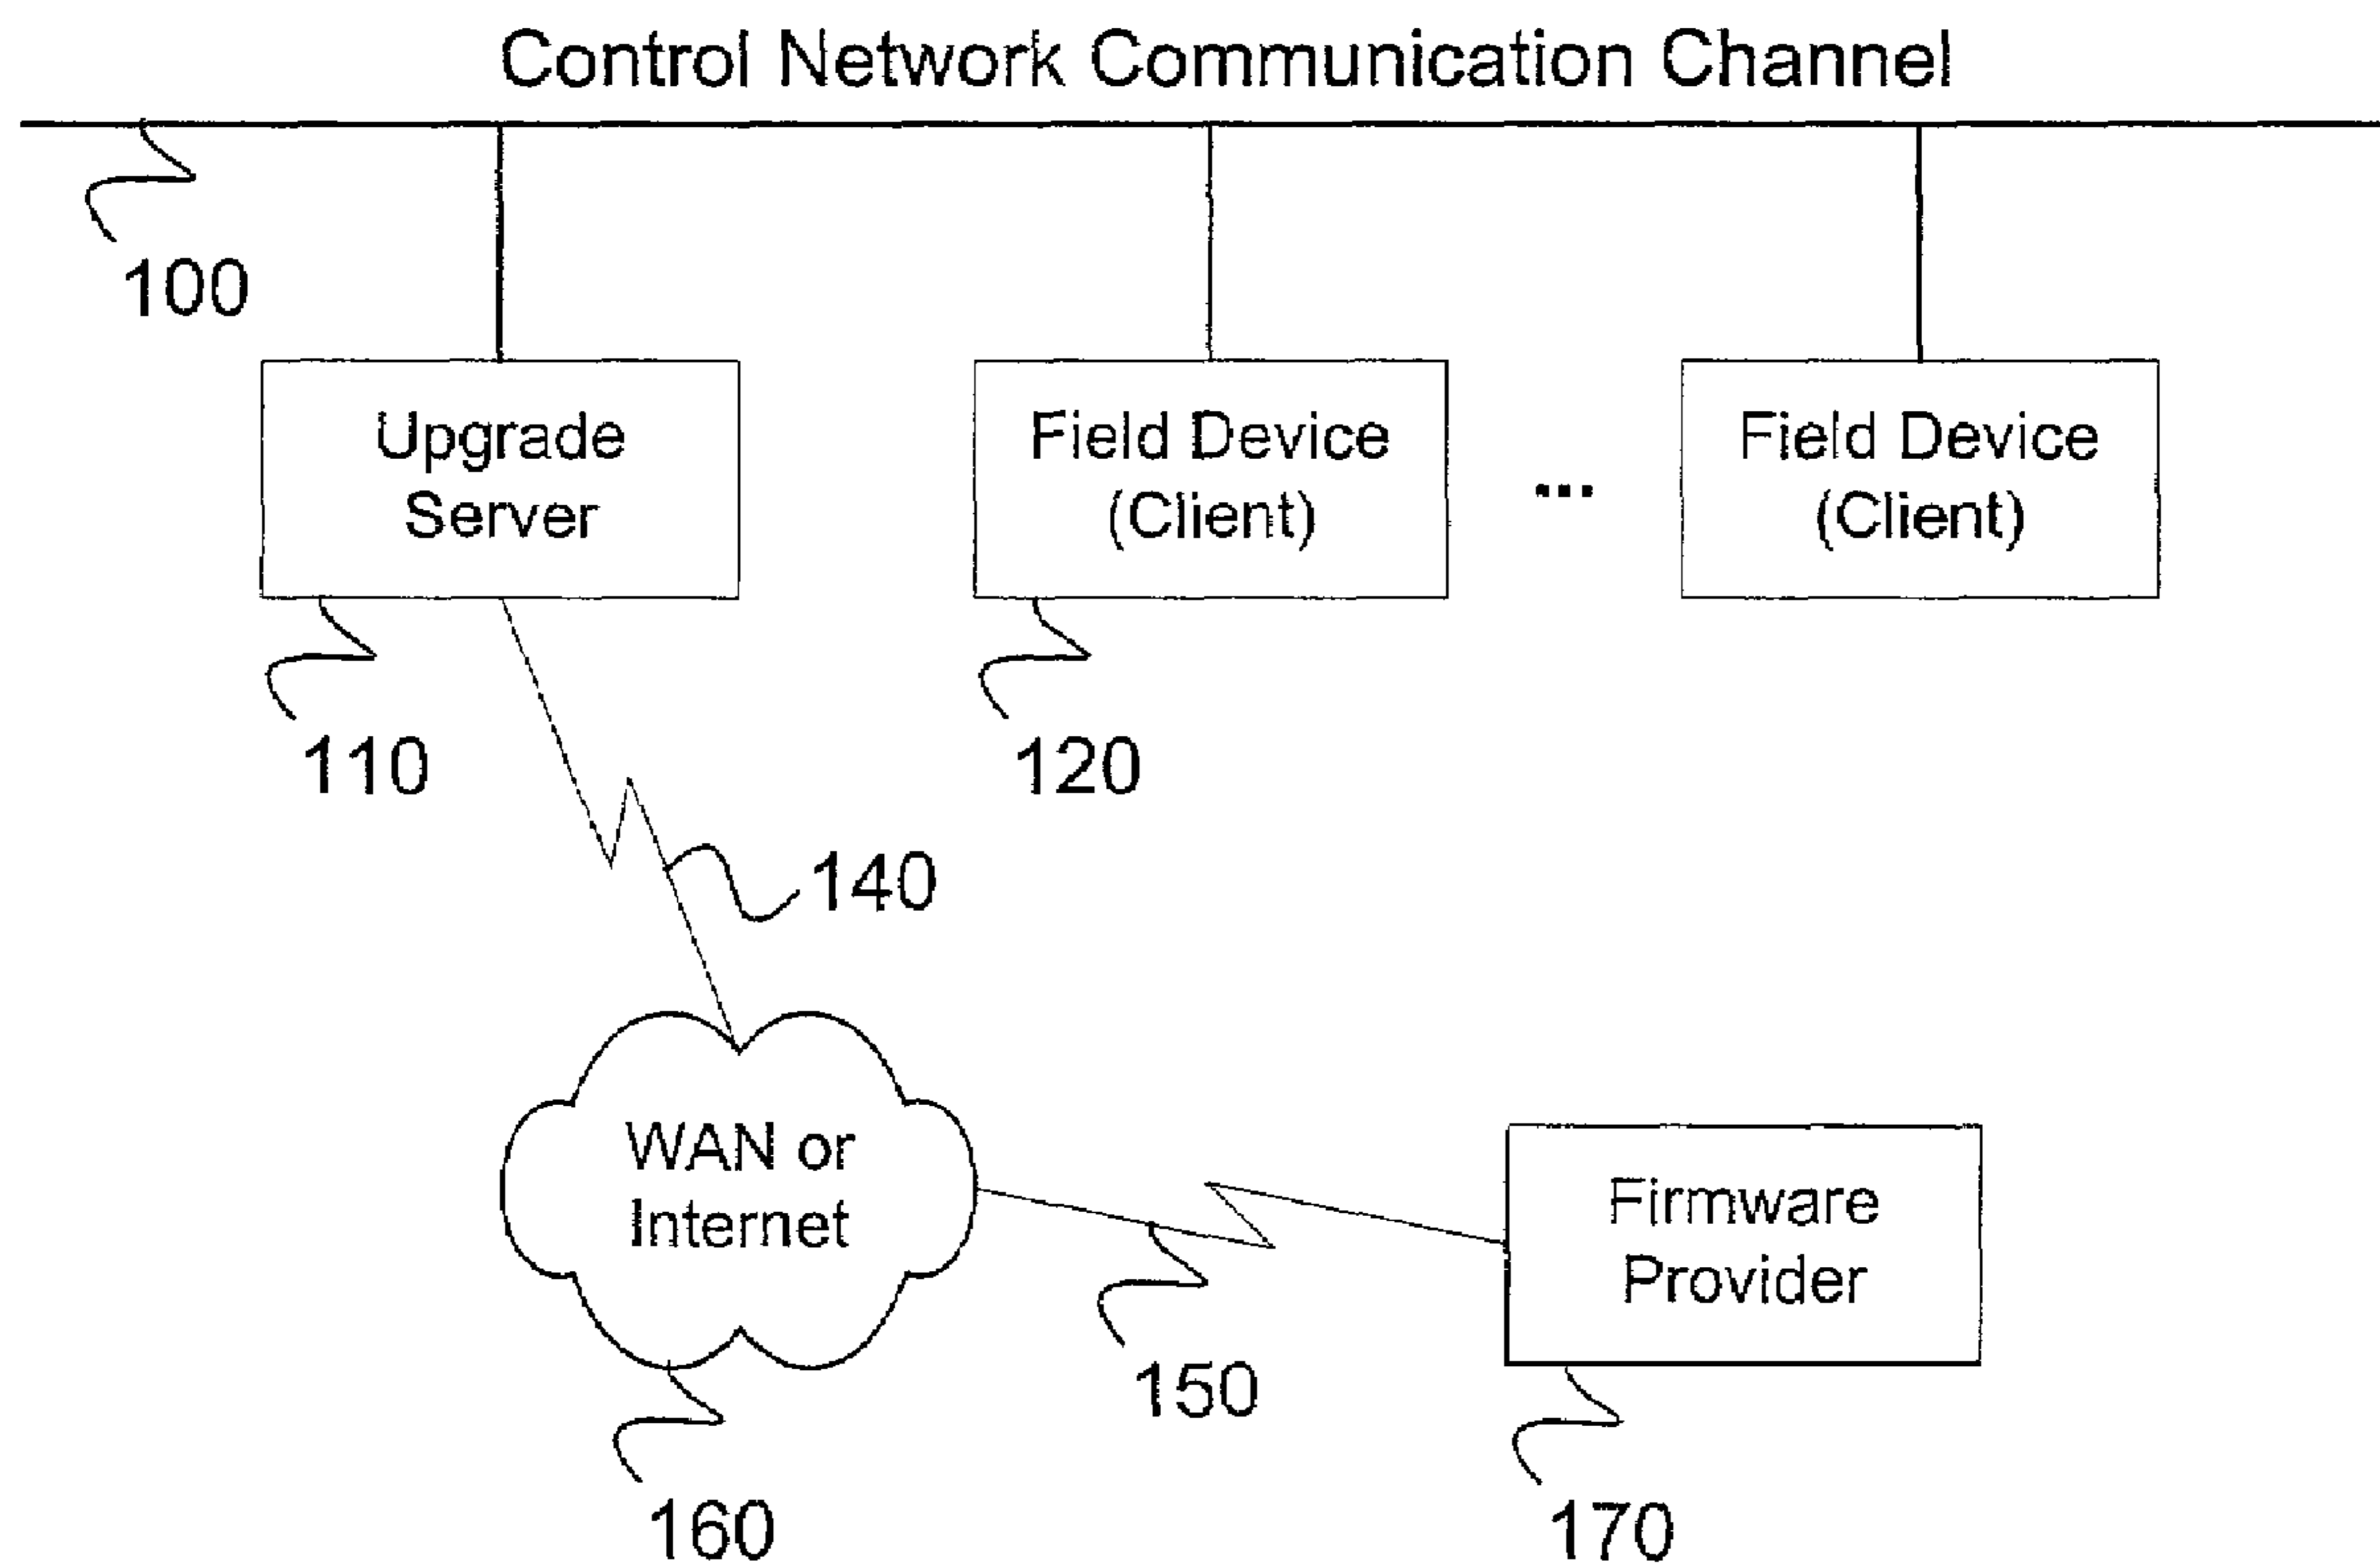 Control Network Communication Channel
100
Upgrade
Server
Field Device
(Client)
...
Field Device
(Client)
110
120
140
WAN or
Internet
Firmware
Provider
150
160
170